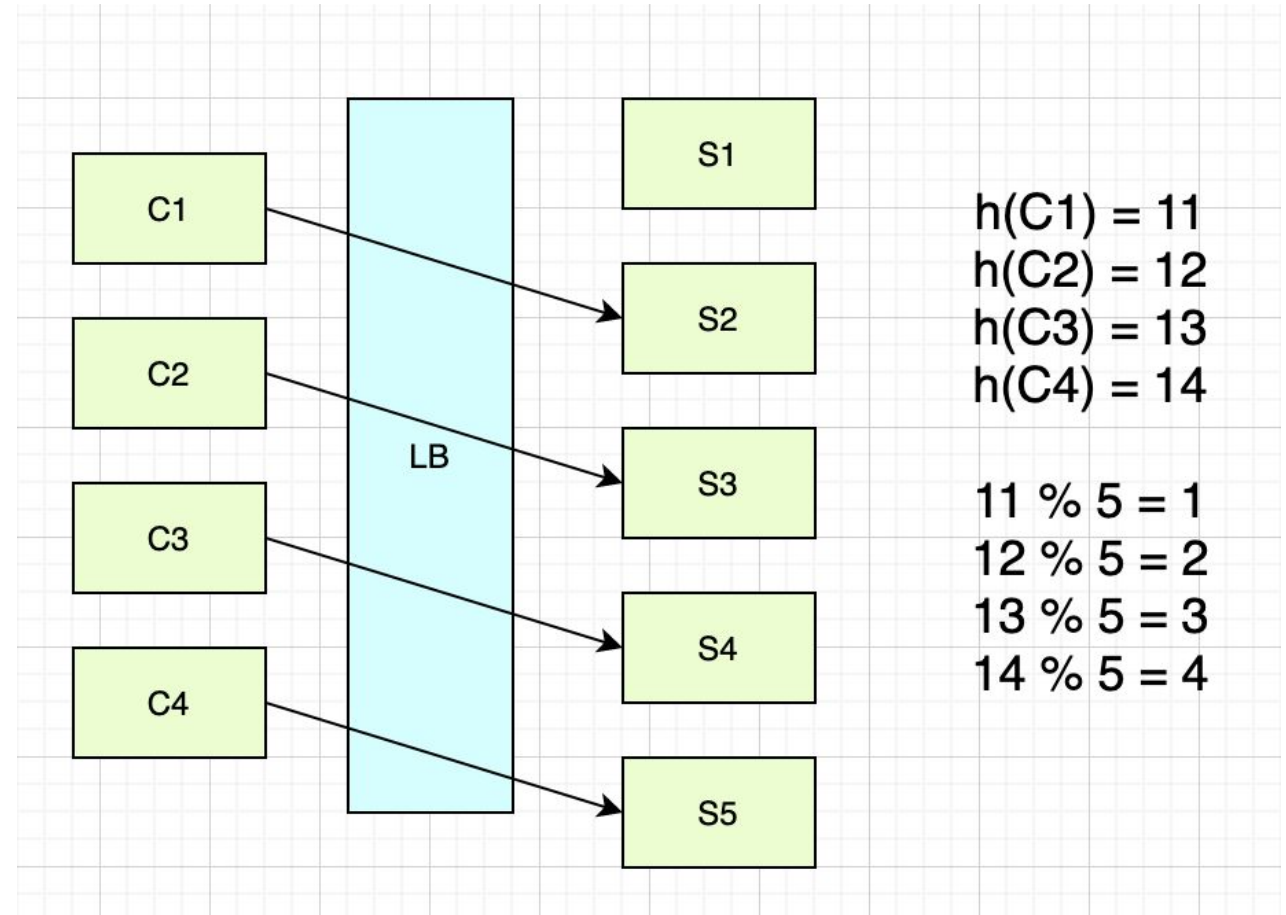 C1
C2
C3
C4
LB
S1
S2
S3
S4
S5
h(C1) = 11
h(C2) = 12
h(C3) = 13
h(C4) = 14
11 % 5 = 1
12 % 5 = 2
13 % 5 = 3
14 % 5 = 4